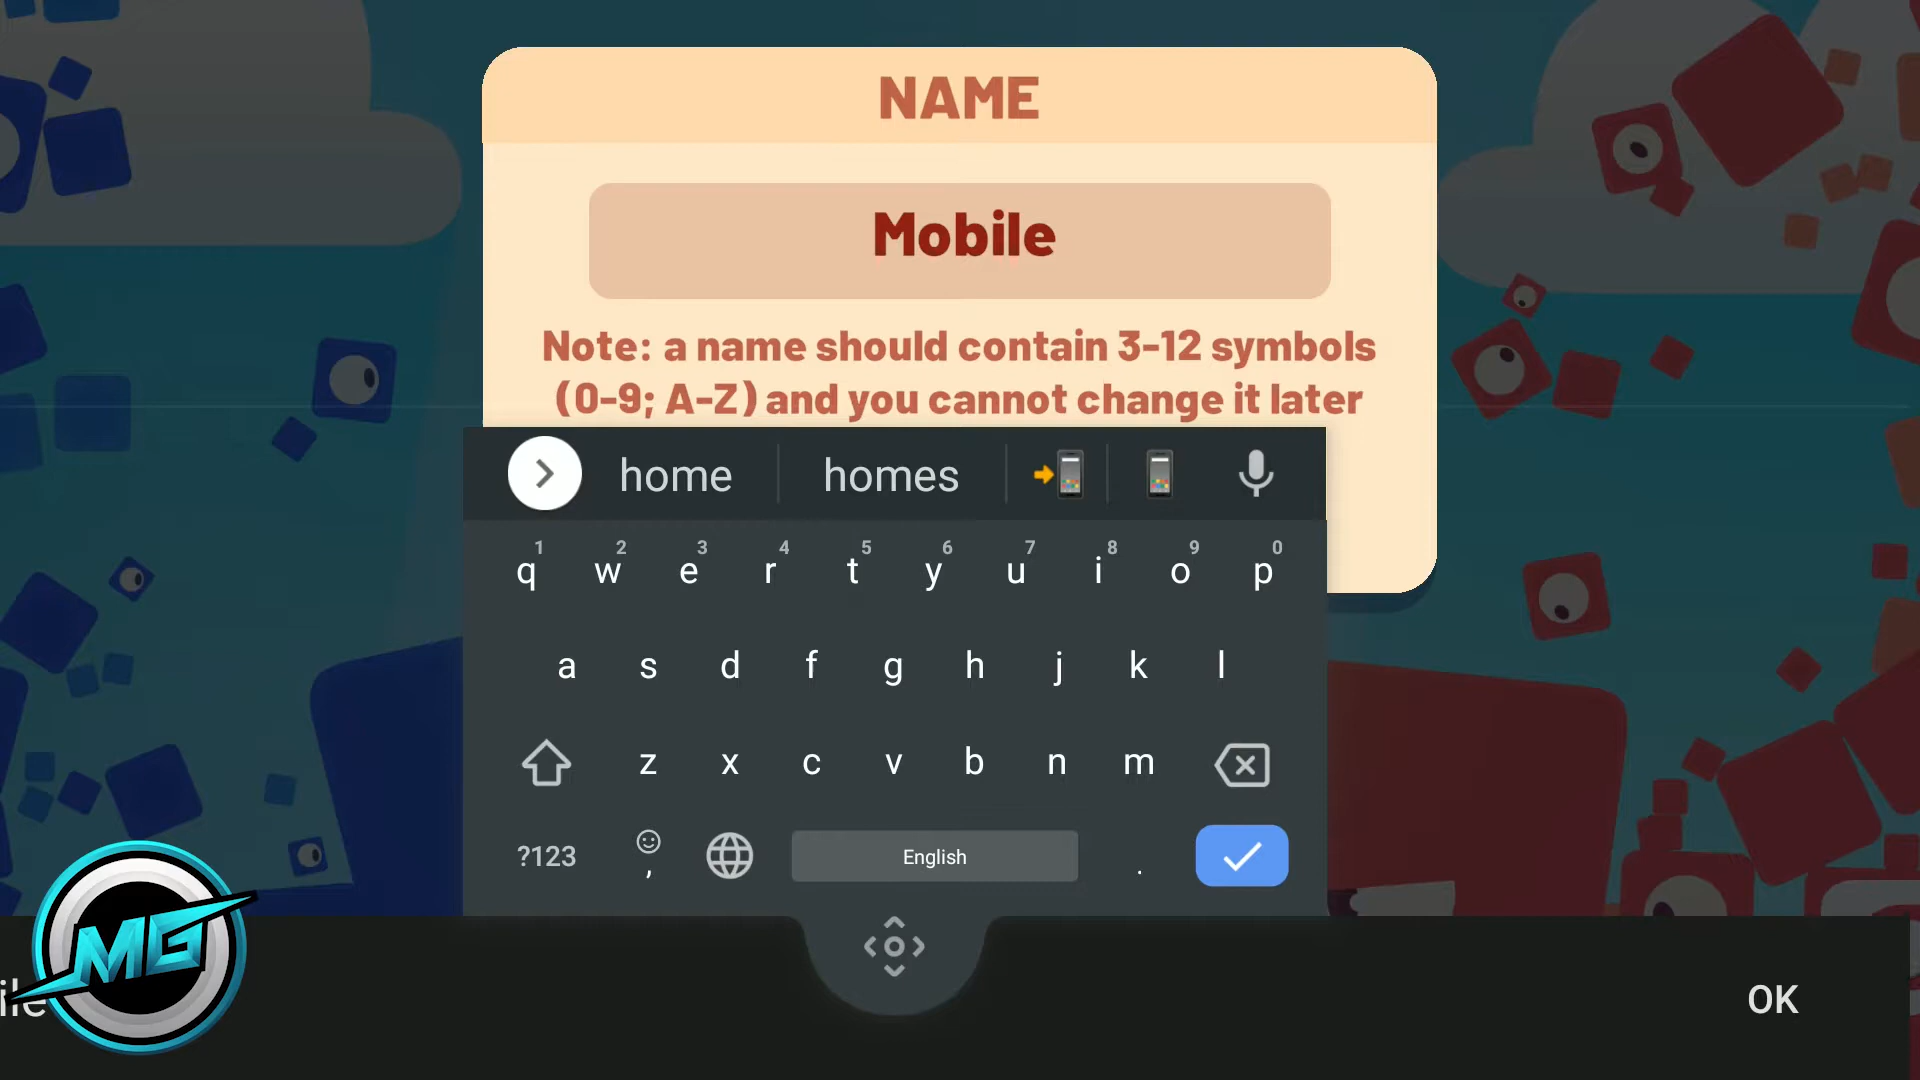 NAME
Mobile
Note: a name should contain 3-12 symbols
(0-9; A-Z) and you cannot change it later
home homes
1 2 3 4 5 6 7 8 9 0
q w e r t y u i o p
a s d f g h j k l
z x c v b n m
?123 , English .
MG
ile OK